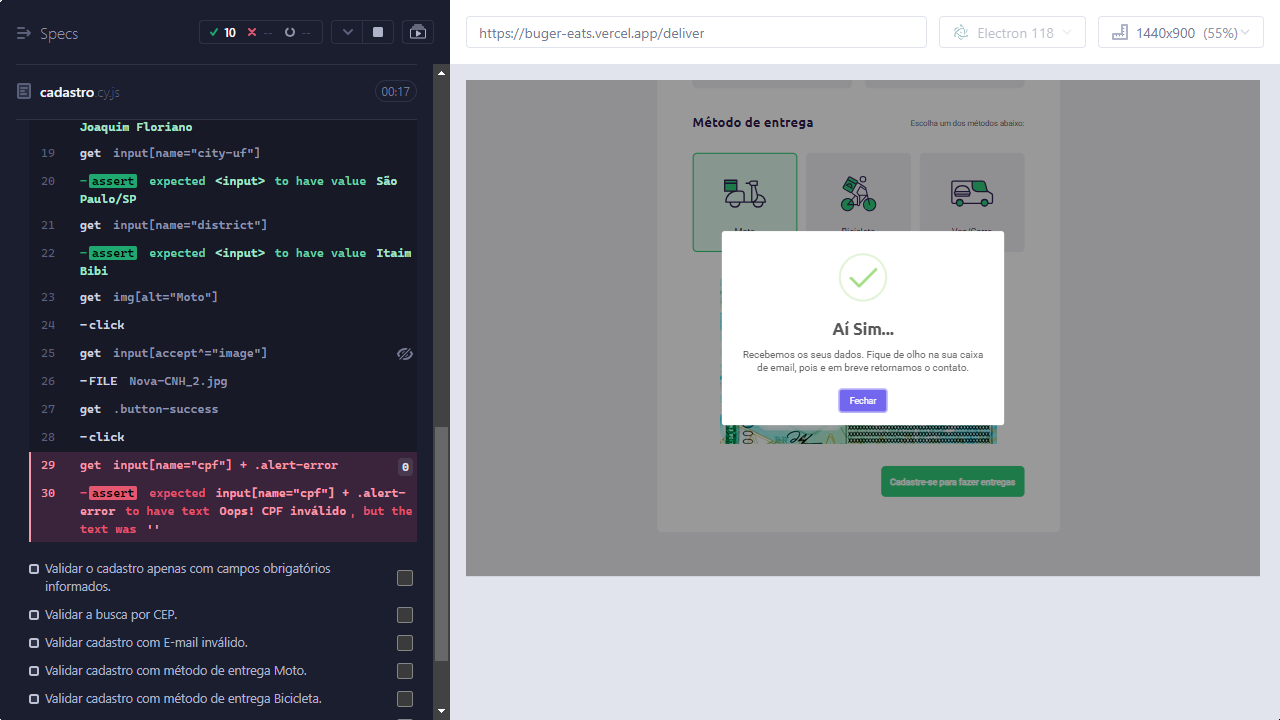 Specs
10
--
--
https://buger-eats.vercel.app/deliver
Electron 118
1440x900 (55%)
cadastro.cy.js
00:17
Joaquim Floriano
19 get input[name="city-uf"]
20 -assert expected <input> to have value São
Paulo/SP
21 get input[name="district"]
22 -assert expected <input> to have value Itaim
Bibi
23 get img[alt="Moto"]
24 -click
25 get input[accept^="image"]
26 -FILE Nova-CNH_2.jpg
27 get .button-success
28 -click
29 get input[name="cpf"] + .alert-error 0
30 -assert expected input[name="cpf"] + .alert-
error to have text Oops! CPF inválido, but the
text was ''
Validar o cadastro apenas com campos obrigatórios
informados.
Validar a busca por CEP.
Validar cadastro com E-mail inválido.
Validar cadastro com método de entrega Moto.
Validar cadastro com método de entrega Bicicleta.
Método de entrega
Escolha um dos métodos abaixo:
Moto
Bicicleta
Van/Carro
Aí Sim...
Recebemos os seus dados. Fique de olho na sua caixa
de email, pois e em breve retornamos o contato.
Fechar
Cadastre-se para fazer entregas